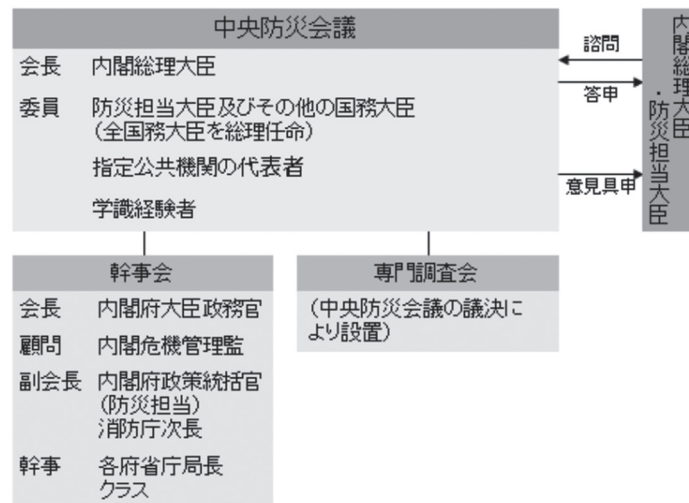 中央防災会議
会長 内閣総理大臣
委員 防災担当大臣及びその他の国務大臣
(全国務大臣を総理任命)
指定公共機関の代表者
学識経験者
諮問
答申
意見具申
内閣総理大臣
・防災担当大臣
幹事会
会長 内閣府大臣政務官
顧問 内閣危機管理監
副会長 内閣府政策統括官
(防災担当)
消防庁次長
幹事 各府省庁局長
クラス
専門調査会
(中央防災会議の議決に
より設置)